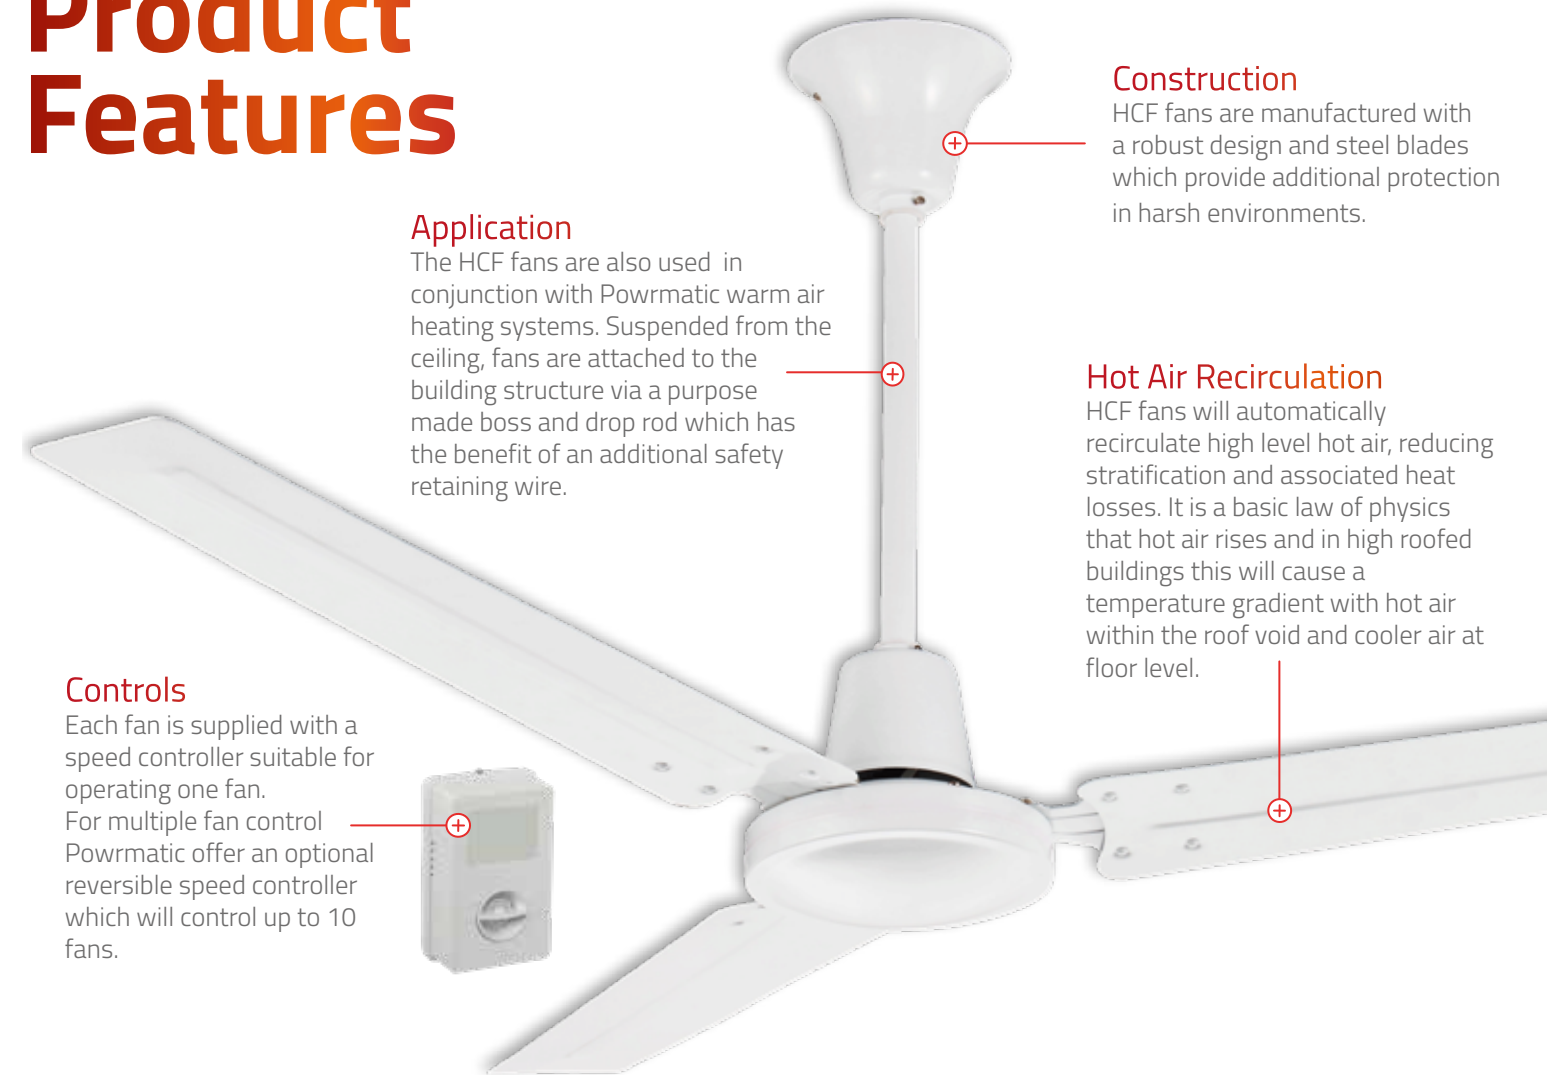 Product
Features
Construction
HCF fans are manufactured with
a robust design and steel blades
which provide additional protection
in harsh environments.
Application
The HCF fans are also used  in
conjunction with Powrmatic warm air
heating systems. Suspended from the
ceiling, fans are attached to the
building structure via a purpose
made boss and drop rod which has
the benefit of an additional safety
retaining wire.
Hot Air Recirculation
HCF fans will automatically
recirculate high level hot air, reducing
stratification and associated heat
losses. It is a basic law of physics
that hot air rises and in high roofed
buildings this will cause a
temperature gradient with hot air
within the roof void and cooler air at
floor level.
Controls
Each fan is supplied with a
speed controller suitable for
operating one fan.
For multiple fan control
Powrmatic offer an optional
reversible speed controller
which will control up to 10
fans.